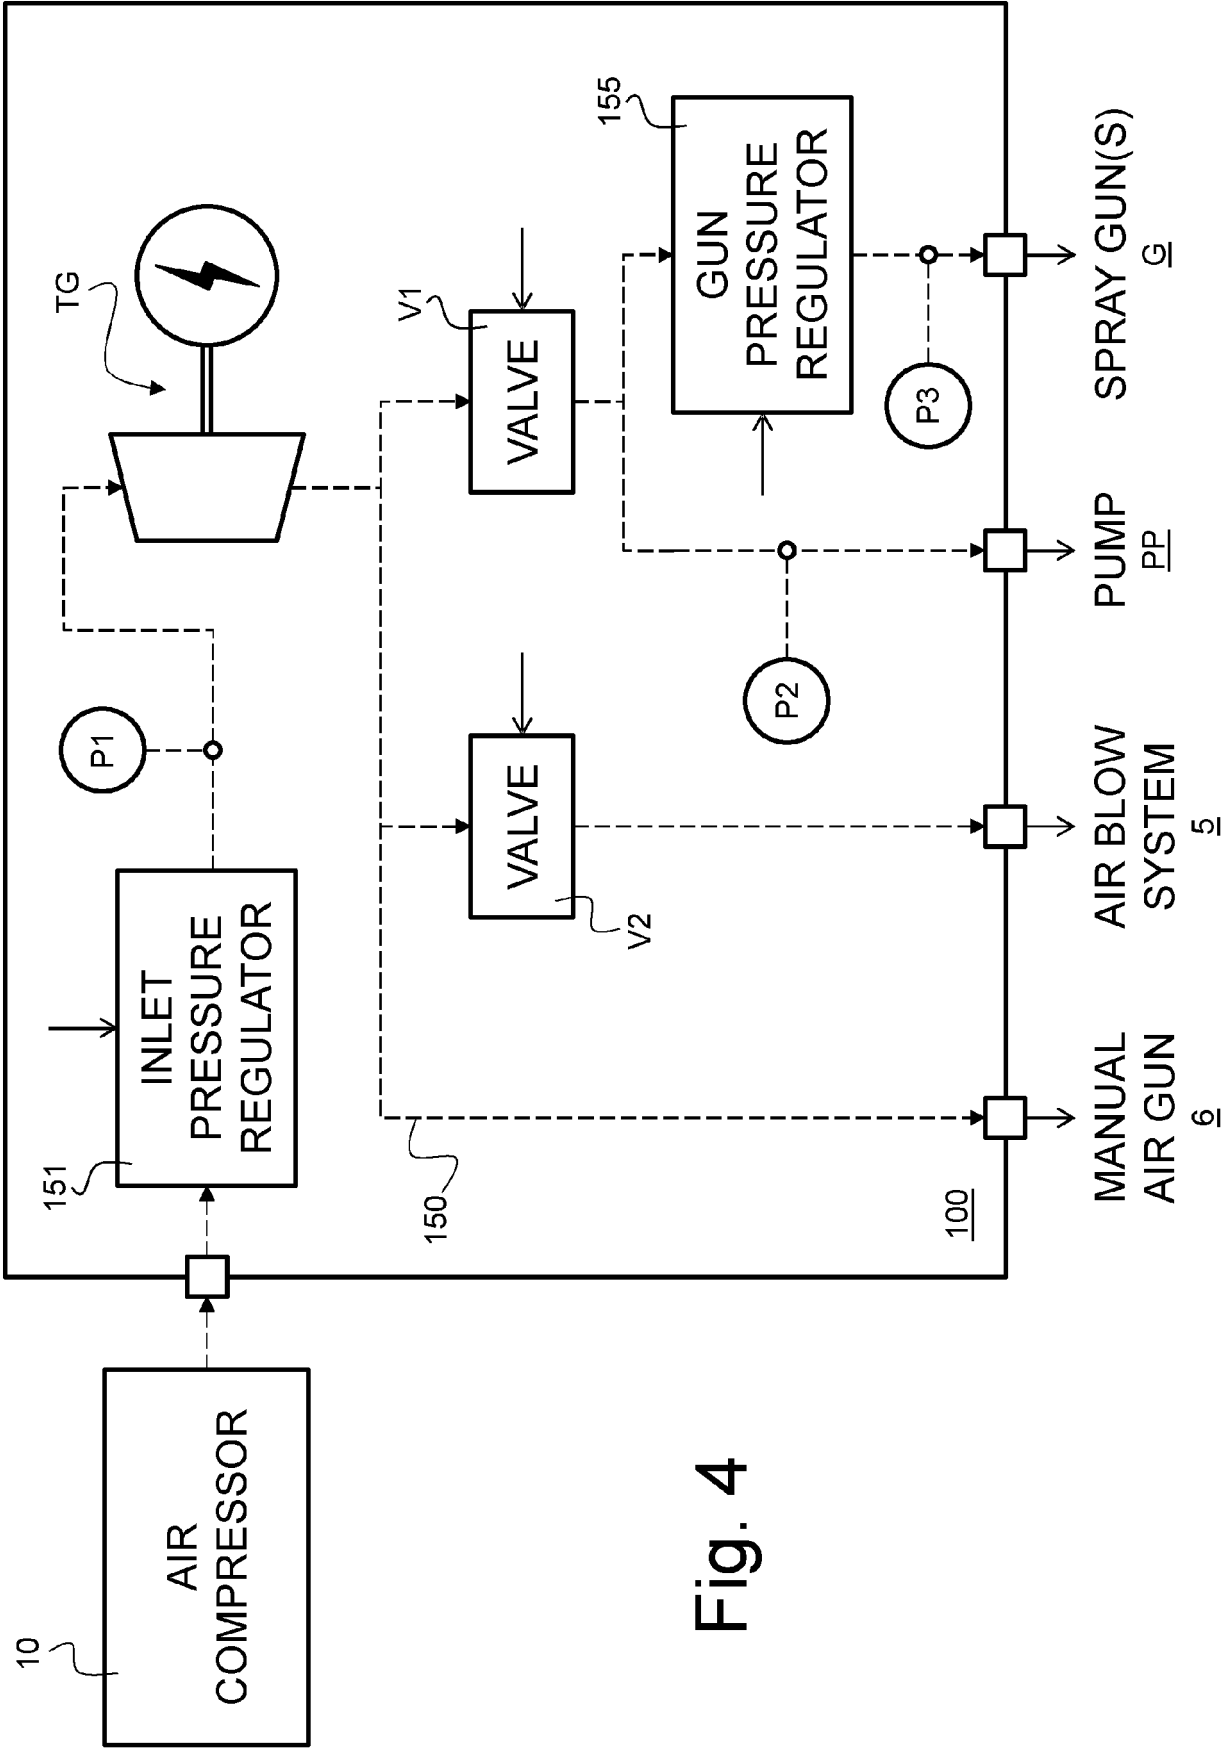 10
AIR
COMPRESSOR
151
INLET
PRESSURE
REGULATOR
P1
TG
150
VALVE
V2
VALVE
V1
P2
155
GUN
PRESSURE
REGULATOR
P3
100
MANUAL
AIR GUN
6
AIR BLOW
SYSTEM
5
PUMP
PP
SPRAY GUN(S)
G
Fig. 4